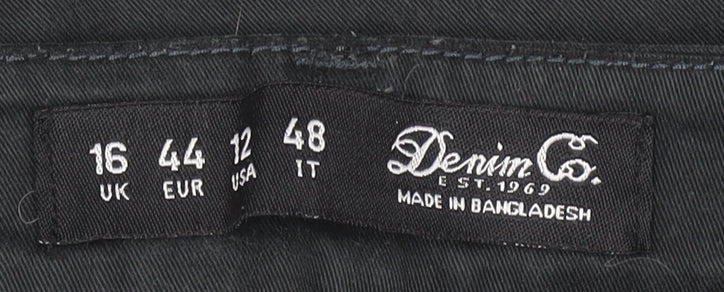 16 44 12 48
UK EUR USA IT
Denim Co.
EST.1969
MADE IN BANGLADESH